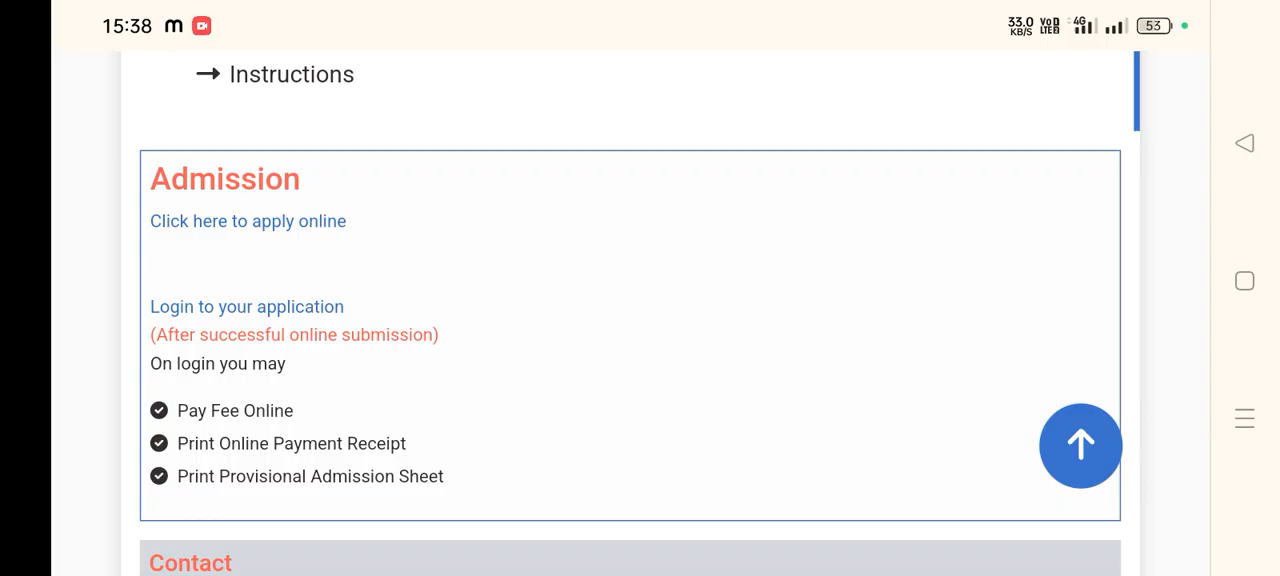 15:38 m 33.0 KB/S Vo LTE 4G 53
→ Instructions
Admission
Click here to apply online
Login to your application
(After successful online submission)
On login you may
Pay Fee Online
Print Online Payment Receipt
Print Provisional Admission Sheet
Contact